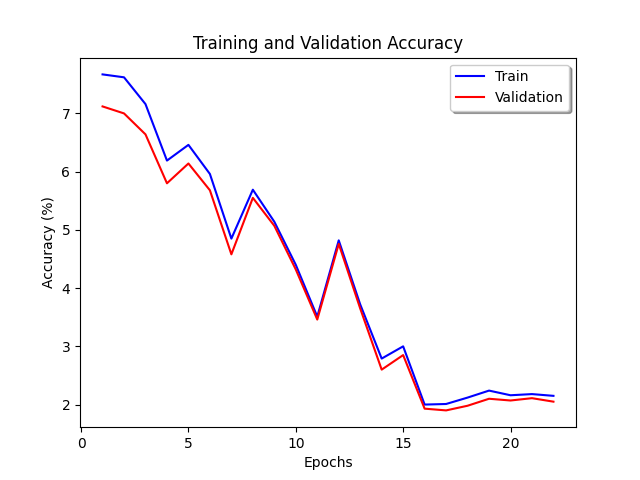 Training and Validation Accuracy
Train
Validation
Accuracy (%)
7
6
5
4
3
2
0 5 10 15 20
Epochs